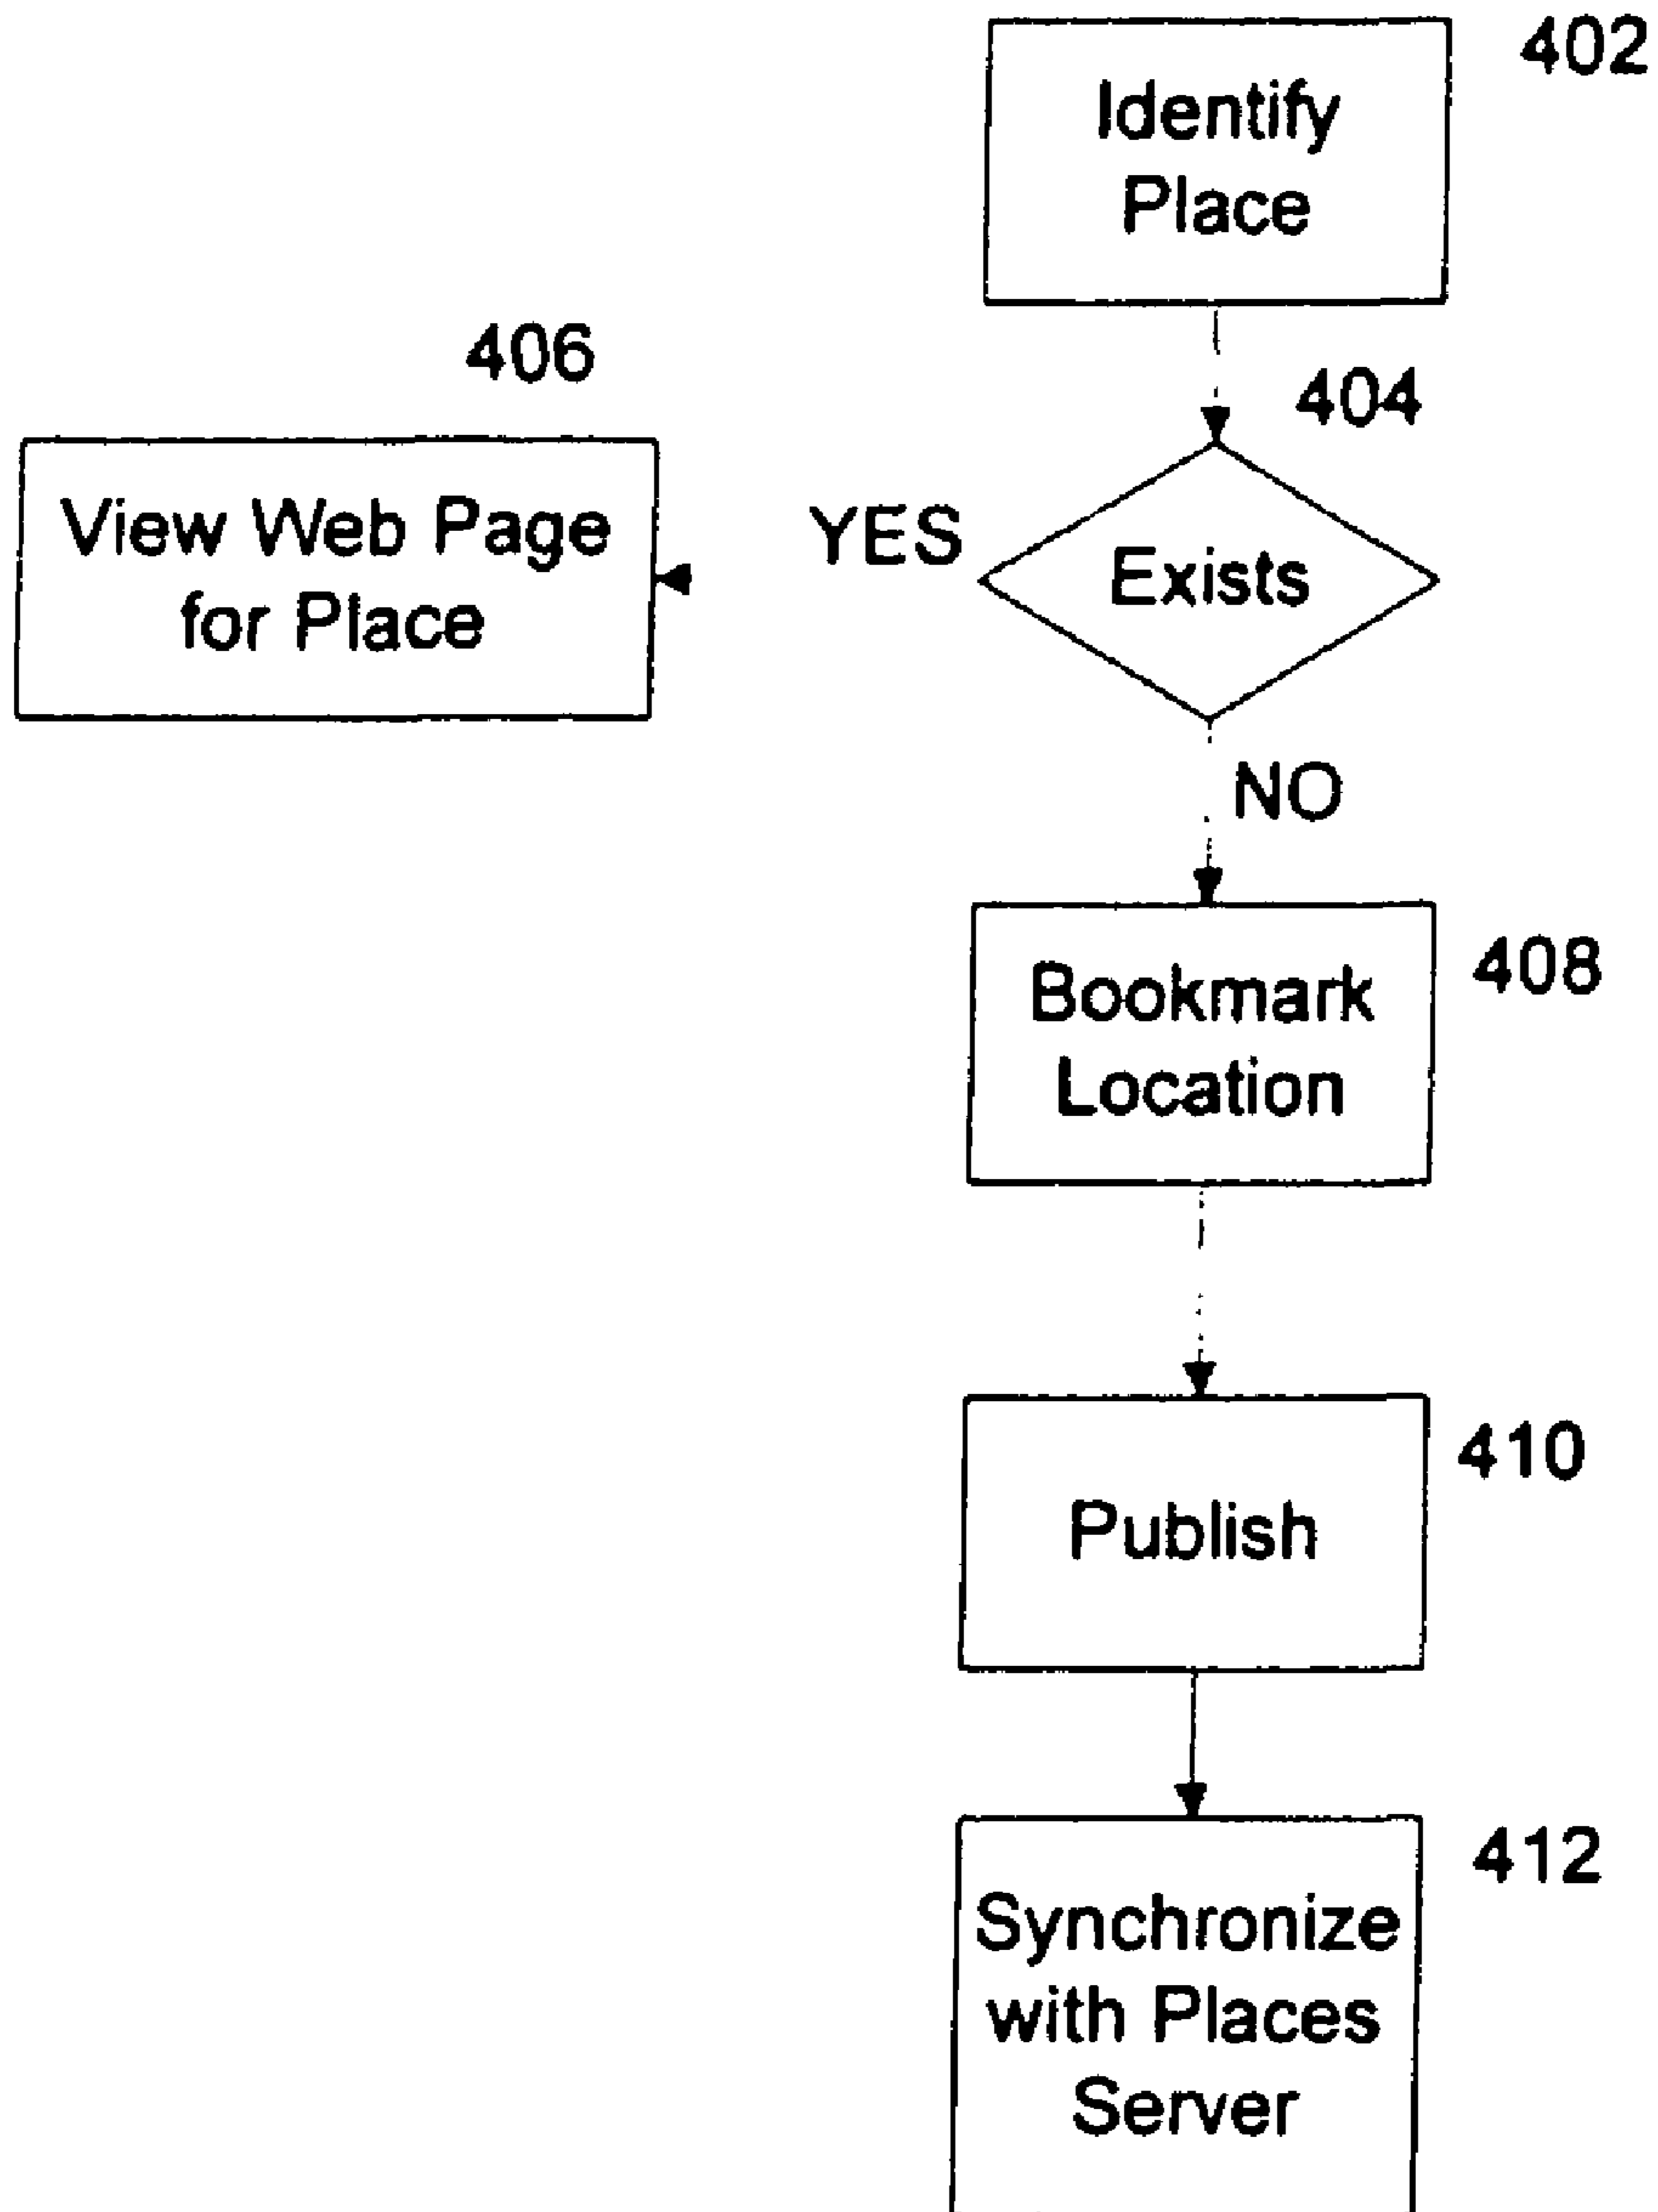 402
Identify
Place
406
404
View Web Page
for Place
YES
Exists
NO
408
Bookmark
Location
410
Publish
412
Synchronize
with Places
Server